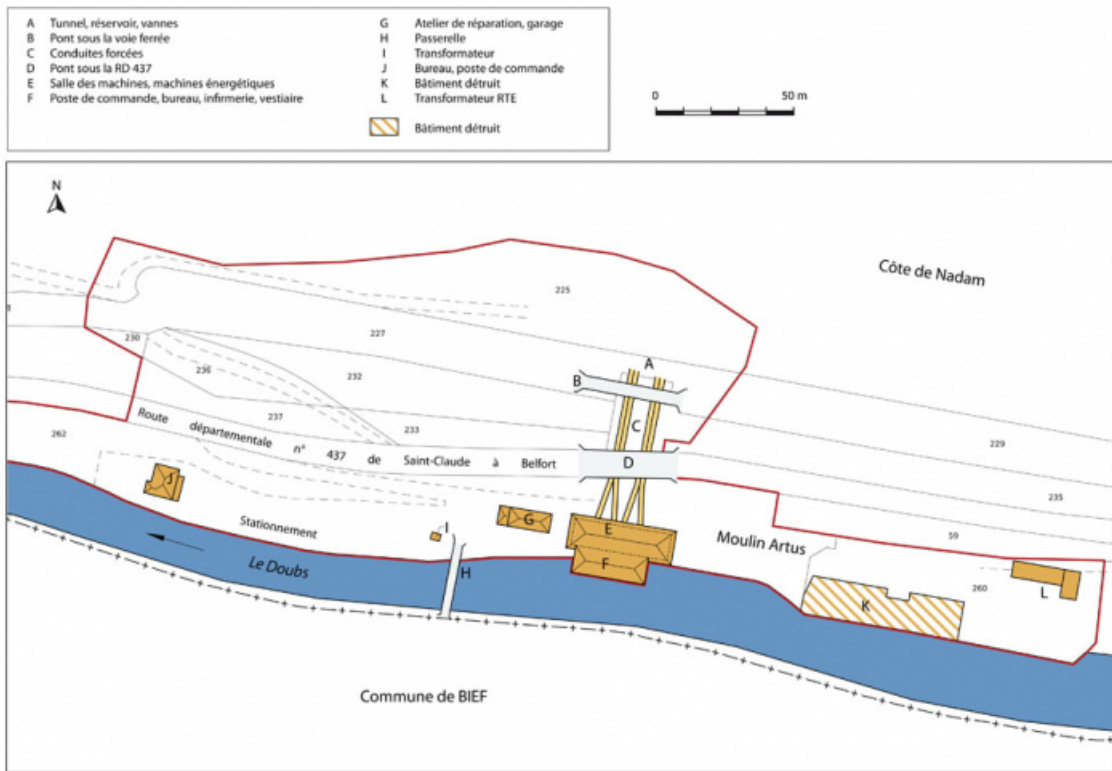 A Tunnel, réservoir, vannes
B Pont sous la voie ferrée
C Conduites forcées
D Pont sous la RD 437
E Salle des machines, machines énergétiques
F Poste de commande, bureau, infirmerie, vestiaire
G Atelier de réparation, garage
H Passerelle
I Transformateur
J Bureau, poste de commande
K Bâtiment détruit
L Transformateur RTE
Bâtiment détruit
0 50 m
N
Côte de Nadam
225
227
A
230
B
236
232
C
237
233
229
262
Route départementale n° 437 de Saint-Claude à Belfort
D
235
J
G
E
Stationnement
I
Moulin Artus
59
Le Doubs
H
F
K
260
L
Commune de BIEF